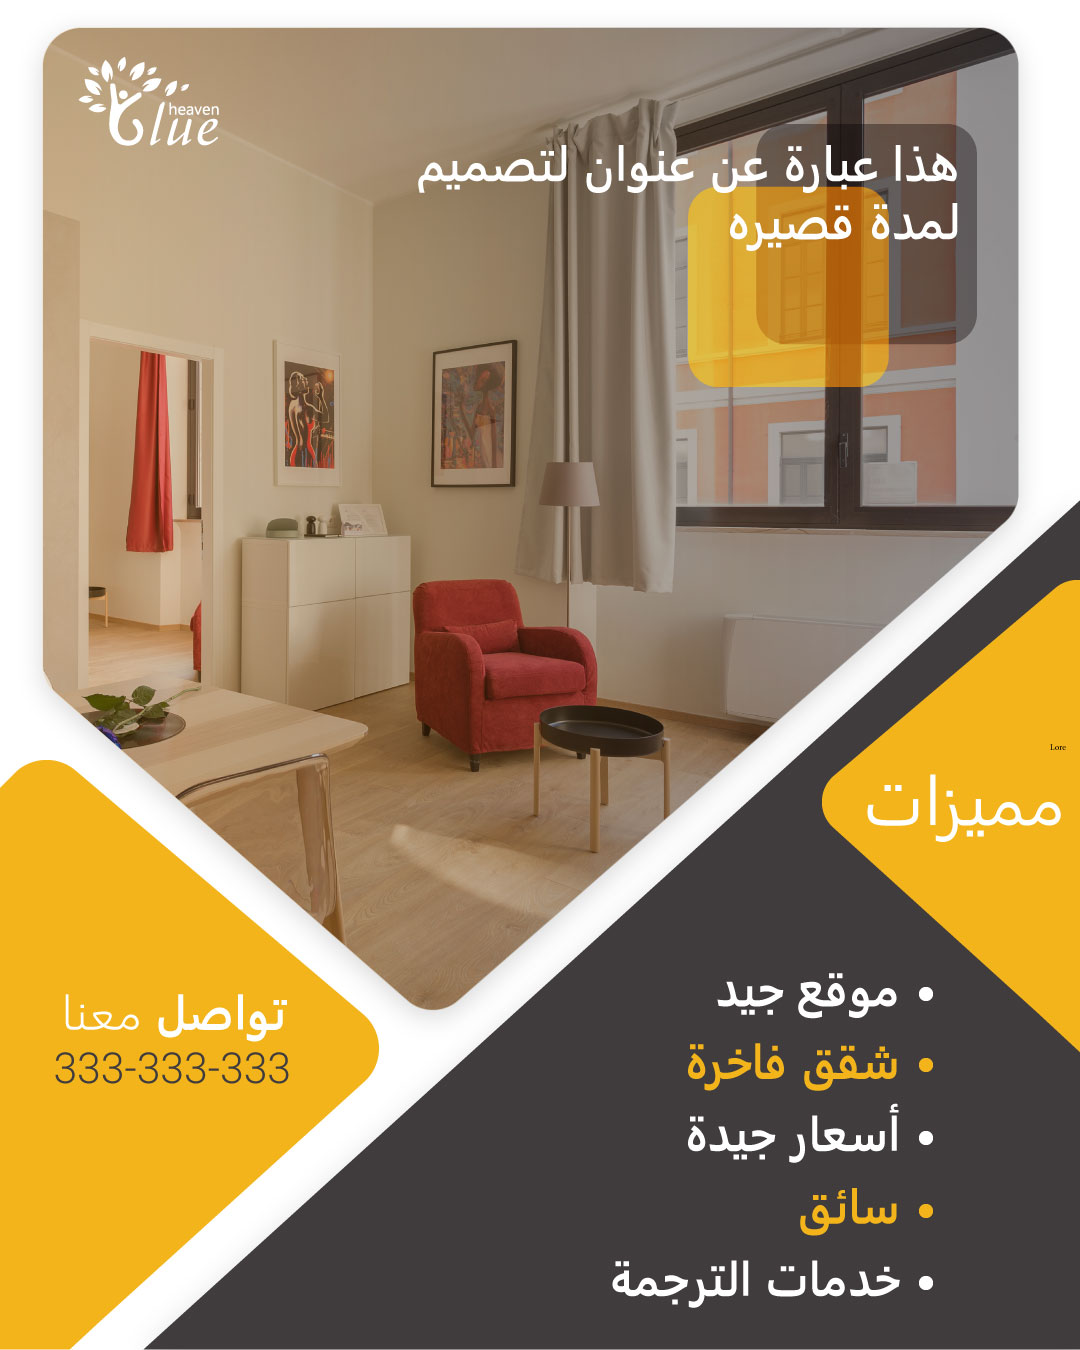 heaven
blue
هذا عبارة عن عنوان لتصميم
لمدة قصيره
Lore
مميزات
موقع جيد
شقق فاخرة
أسعار جيدة
سائق
خدمات الترجمة
تواصل معنا
333-333-333